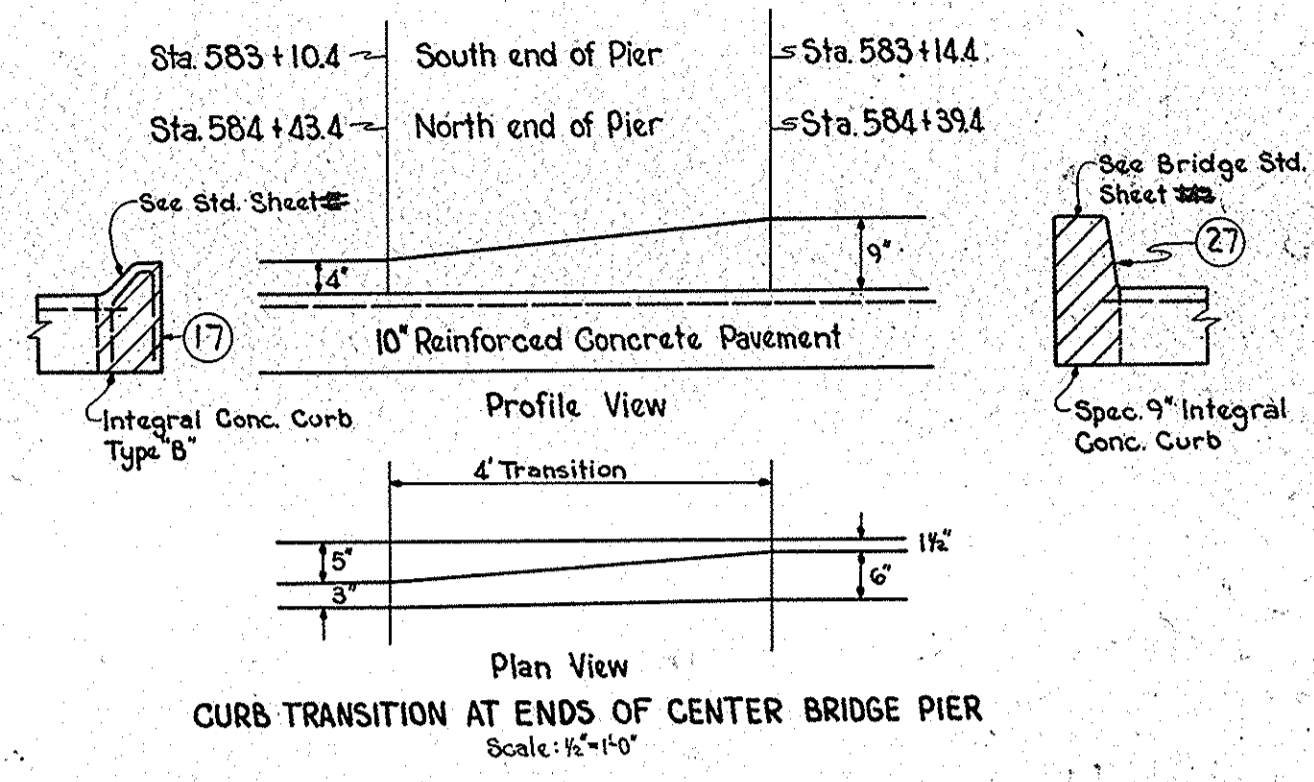 Sta. 583+10.4
South end of Pier
Sta. 583+14.4
Sta. 584+43.4
North end of Pier
Sta. 584+39.4
See Std. Sheet
See Bridge Std.
Sheet
4"
9"
17
27
10" Reinforced Concrete Pavement
Integral Conc. Curb
Type "B"
Profile View
Spec. 9" Integral
Conc. Curb
4' Transition
5"
3"
1½"
6"
Plan View
CURB TRANSITION AT ENDS OF CENTER BRIDGE PIER
Scale: ½"=1'-0"